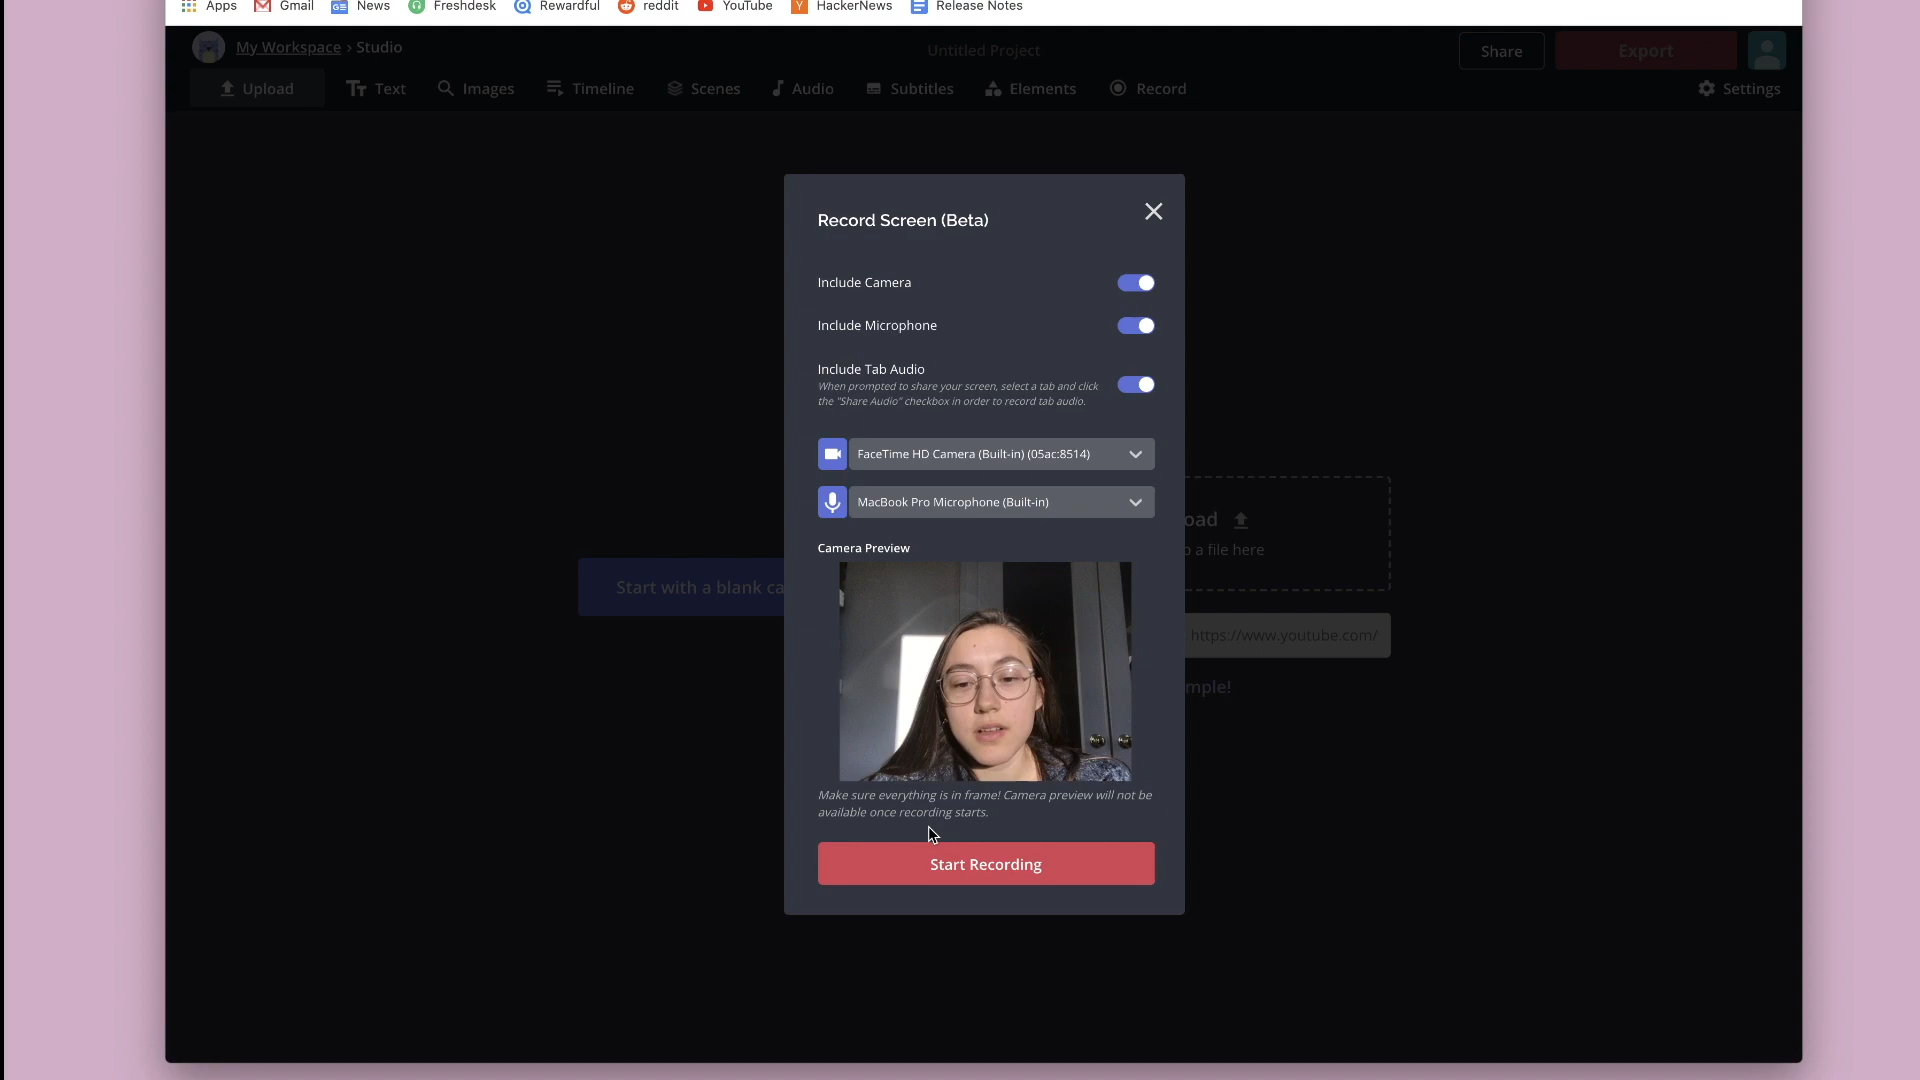 Apps Gmail News Freshdesk Rewardful reddit YouTube HackerNews Release Notes
My Workspace › Studio
Untitled Project
Share
Export
Upload Text Images Timeline Scenes Audio Subtitles Elements Record Settings
Record Screen (Beta)
Include Camera
Include Microphone
Include Tab Audio
When prompted to share your screen, select a tab and click
the "Share Audio" checkbox in order to record tab audio.
FaceTime HD Camera (Built-in) (05ac:8514)
MacBook Pro Microphone (Built-in)
oad
a file here
Camera Preview
Start with a blank ca
https://www.youtube.com/
mple!
Make sure everything is in frame! Camera preview will not be
available once recording starts.
Start Recording